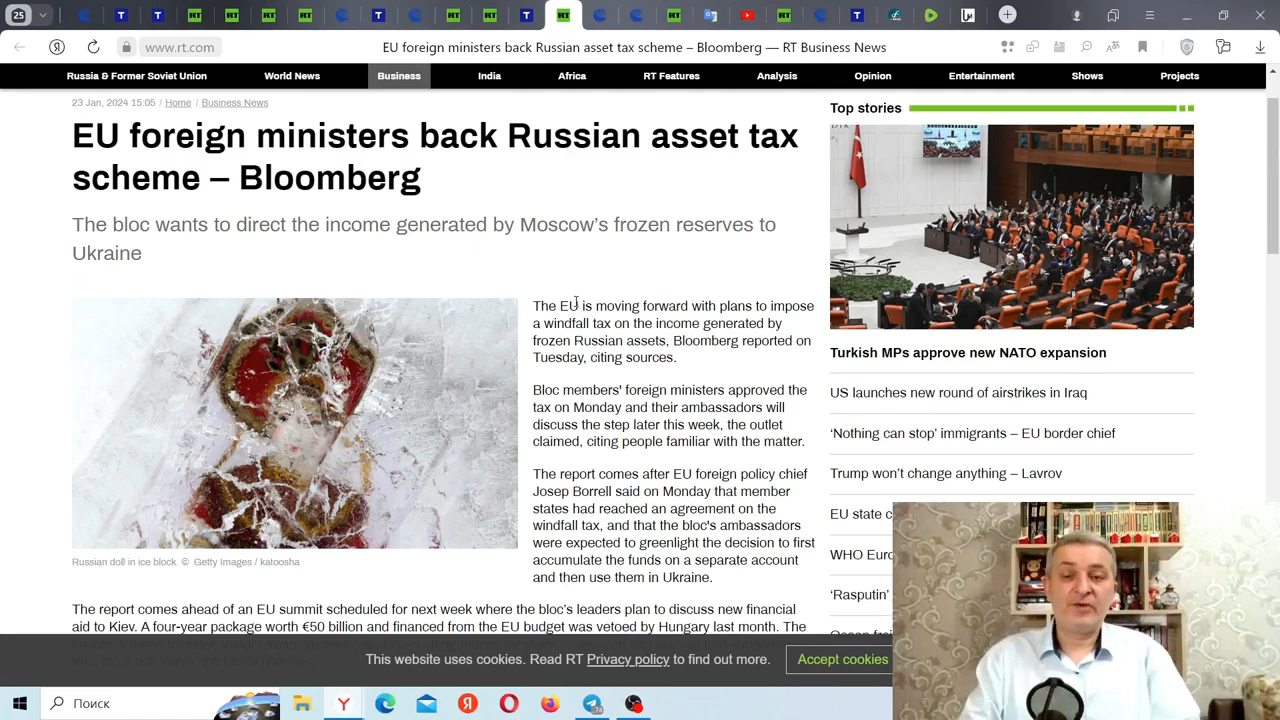 25
www.rt.com
EU foreign ministers back Russian asset tax scheme – Bloomberg — RT Business News
Russia & Former Soviet Union World News Business India Africa RT Features Analysis Opinion Entertainment Shows Projects
23 Jan, 2024 15:05 / Home / Business News
EU foreign ministers back Russian asset tax
scheme – Bloomberg
The bloc wants to direct the income generated by Moscow’s frozen reserves to
Ukraine
Russian doll in ice block. © Getty Images / katoosha
The EU is moving forward with plans to impose
a windfall tax on the income generated by
frozen Russian assets, Bloomberg reported on
Tuesday, citing sources.
Bloc members' foreign ministers approved the
tax on Monday and their ambassadors will
discuss the step later this week, the outlet
claimed, citing people familiar with the matter.
The report comes after EU foreign policy chief
Josep Borrell said on Monday that member
states had reached an agreement on the
windfall tax, and that the bloc's ambassadors
were expected to greenlight the decision to first
accumulate the funds on a separate account
and then use them in Ukraine.
The report comes ahead of an EU summit scheduled for next week where the bloc’s leaders plan to discuss new financial
aid to Kiev. A four-year package worth €50 billion and financed from the EU budget was vetoed by Hungary last month. The
Top stories
Turkish MPs approve new NATO expansion
US launches new round of airstrikes in Iraq
‘Nothing can stop’ immigrants – EU border chief
Trump won’t change anything – Lavrov
EU state c
WHO Euro
‘Rasputin’
This website uses cookies. Read RT Privacy policy to find out more.
Accept cookies
Поиск